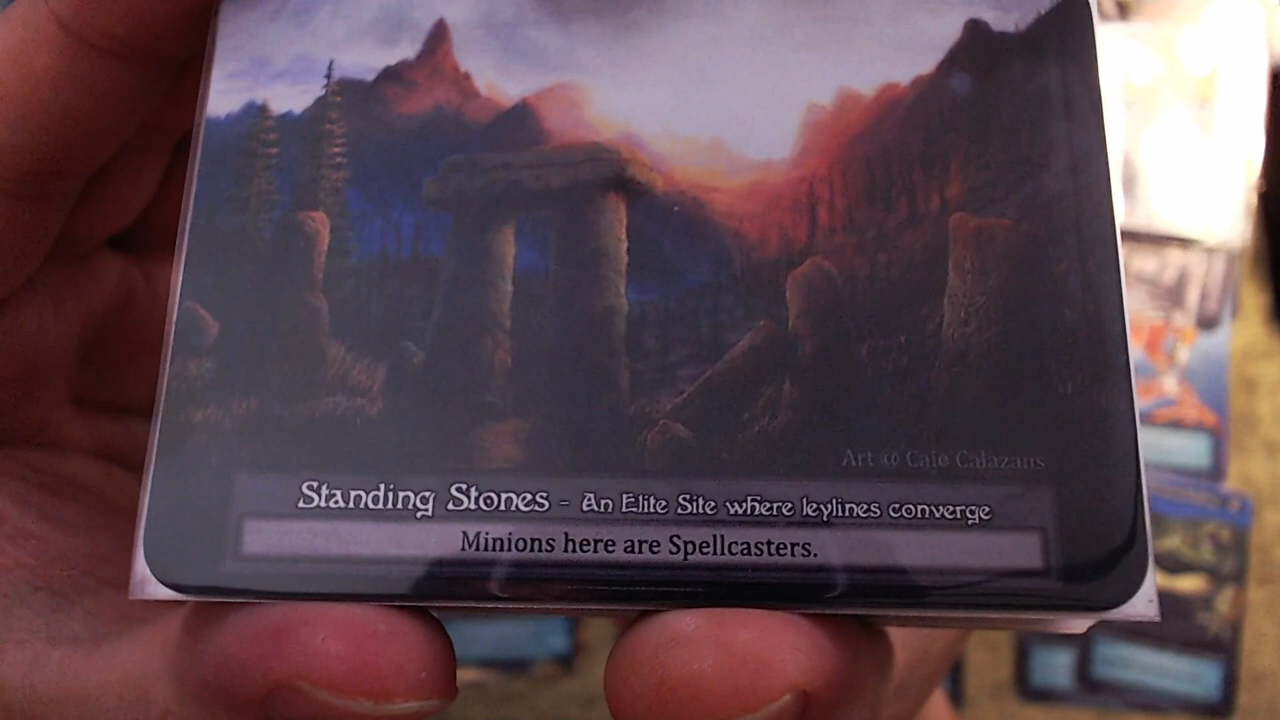 Art © Caio Calazans
Standing Stones - An Elite Site where leylines converge
Minions here are Spellcasters.